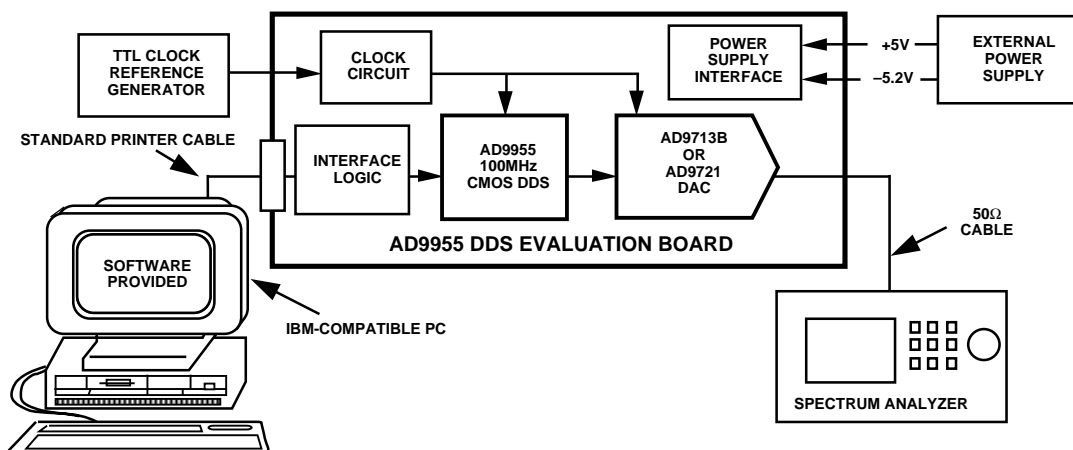 TTL CLOCK
REFERENCE
GENERATOR
CLOCK
CIRCUIT
POWER
SUPPLY
INTERFACE
+5V
–5.2V
EXTERNAL
POWER
SUPPLY
STANDARD PRINTER CABLE
INTERFACE
LOGIC
AD9955
100MHz
CMOS DDS
AD9713B
OR
AD9721
DAC
AD9955 DDS EVALUATION BOARD
50Ω
CABLE
SOFTWARE
PROVIDED
IBM-COMPATIBLE PC
SPECTRUM ANALYZER